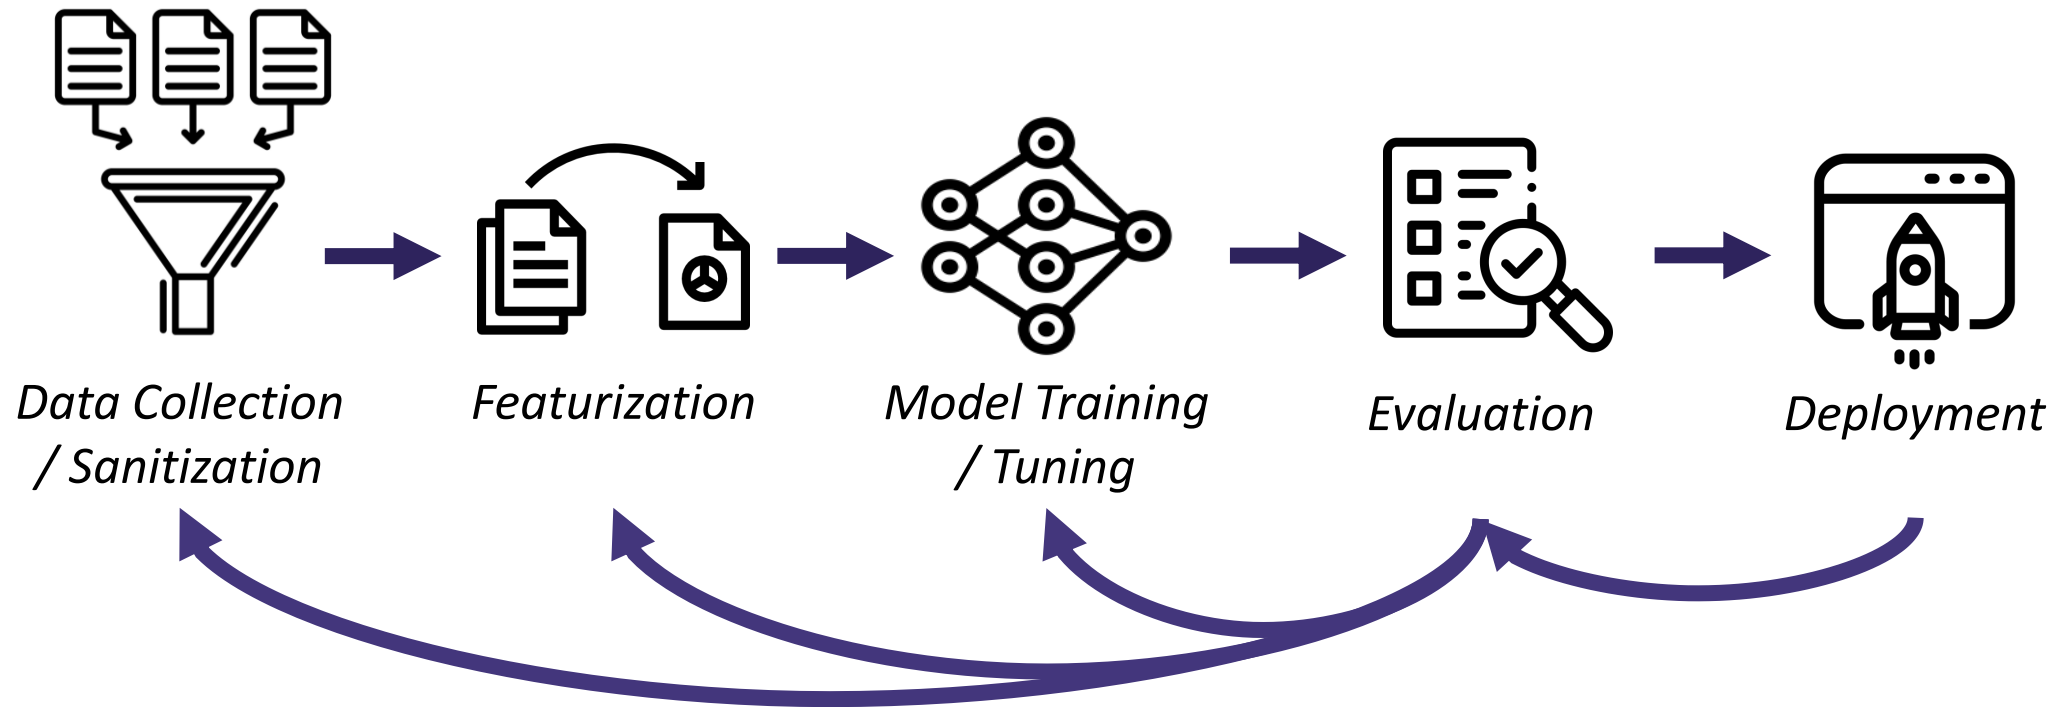 Data Collection
/ Sanitization
Featurization
Model Training
/ Tuning
Evaluation
Deployment